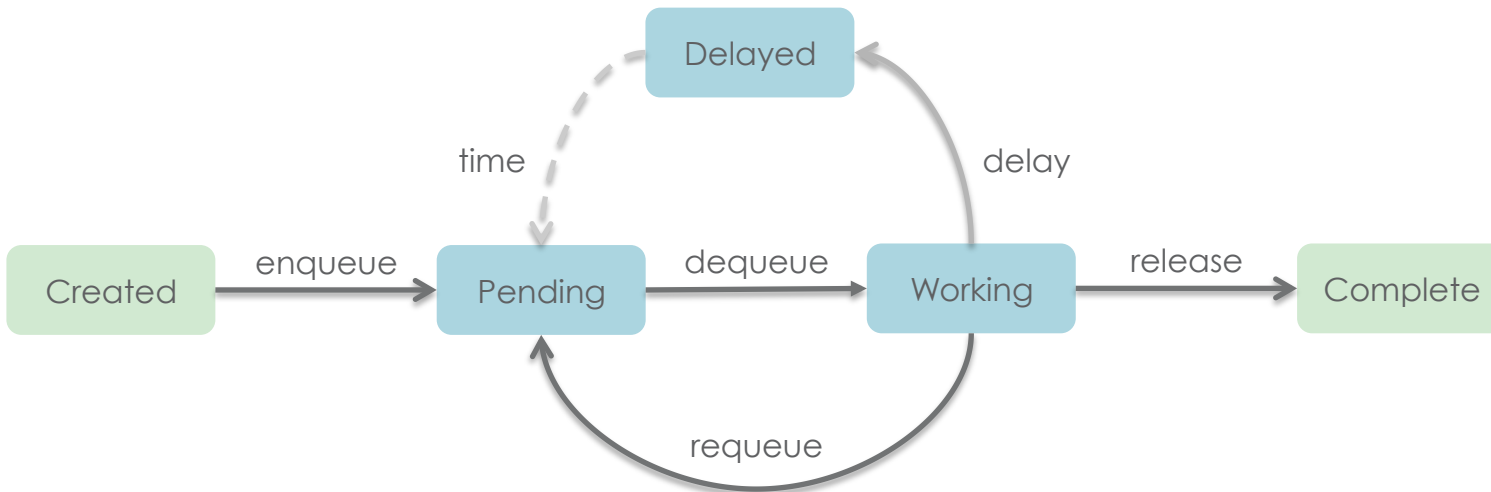 Delayed
time
delay
Created
enqueue
Pending
dequeue
Working
release
Complete
requeue